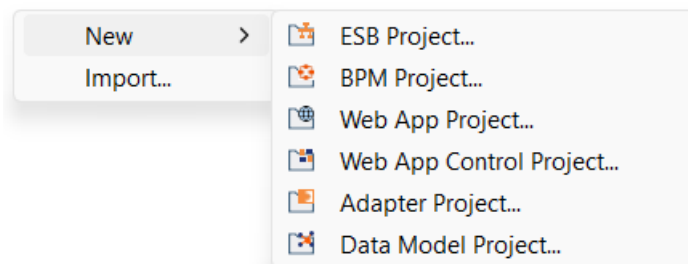 New > ESB Project...
Import... BPM Project...
Web App Project...
Web App Control Project...
Adapter Project...
Data Model Project...